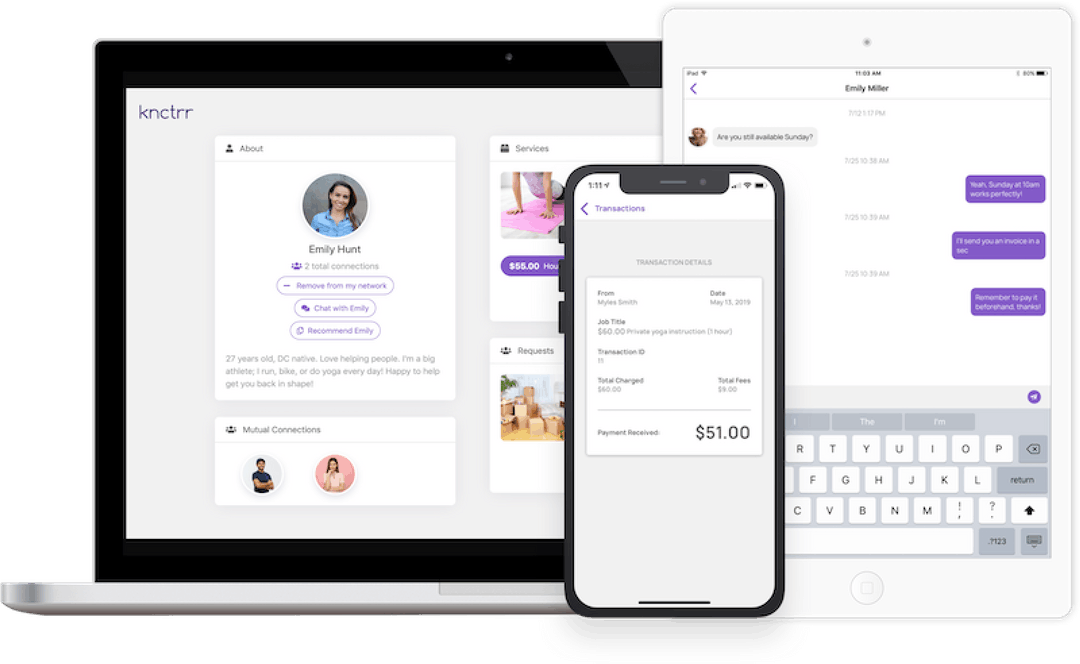 knctrr
About
Emily Hunt
2 total connections
Remove from my network
Chat with Emily
Recommend Emily
27 years old, DC native. Love helping people. I'm a big
athlete; I run, bike, or do yoga every day! Happy to help
get you back in shape!
Mutual Connections
Services
$55.00 Hou
Requests
1:11
Transactions
TRANSACTION DETAILS
From
Date
Myles Smith
May 13, 2019
Job Title
$60.00 Private yoga instruction (1 hour)
Transaction ID
11
Total Charged
Total Fees
$60.00
$9.00
Payment Received:
$51.00
iPad
11:03 AM
80%
Emily Miller
7/12 1:17 PM
Are you still available Sunday?
7/25 10:38 AM
Yeah, Sunday at 10am
works perfectly!
7/25 10:39 AM
I'll send you an invoice in a
sec
7/25 10:39 AM
Remember to pay it
beforehand, thanks!
I
The
I'm
R T Y U I O P
F G H J K L return
C V B N M ! , ? .
.?123